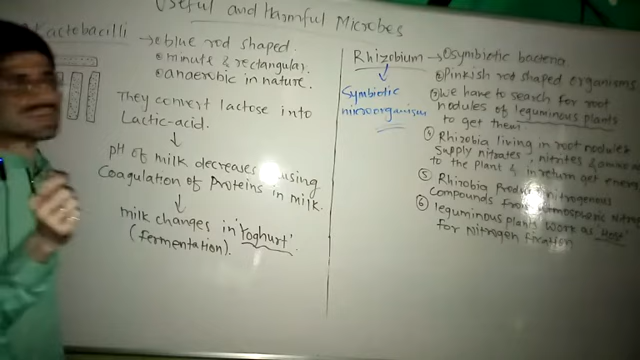 Useful and Harmful Microbes
Lactobacilli → ① blue rod shaped.
② minute & rectangular.
③ anaerobic in nature.
They convert lactose into
Lactic-acid.
↓
pH of milk decreases causing
Coagulation of Proteins in milk.
↓
milk changes in 'Yoghurt'.
(fermentation).
Rhizobium → ① symbiotic bacteria
↓
Symbiotic
microorganism
② Pinkish rod shaped organisms
③ We have to search for root
nodules of leguminous plants
to get them.
④ Rhizobia living in root nodules
Supply nitrates, nitrites & amino
to the plant & in return get energy
⑤ Rhizobia Produce nitrogenous
compounds from atmospheric Nitro
⑥ leguminous plants work as 'Host'
for Nitrogen fixation